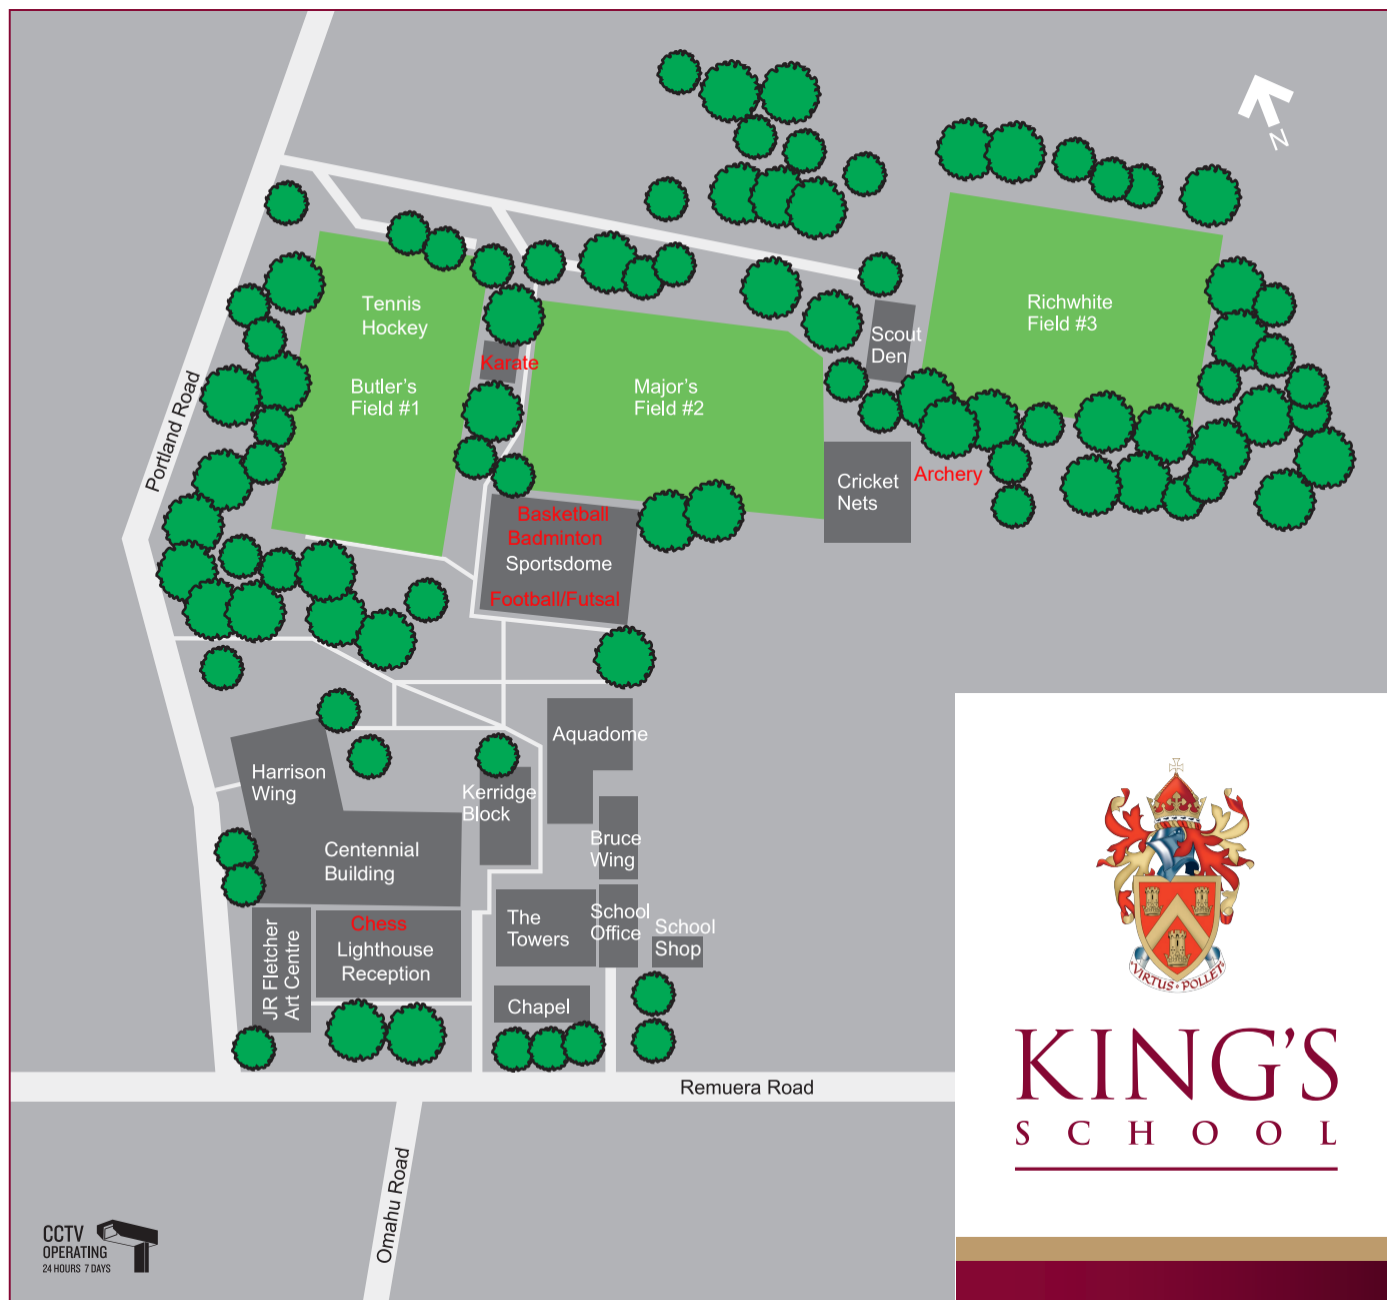 N
Tennis
Hockey
Butler's
Field #1
Karate
Major's
Field #2
Scout
Den
Richwhite
Field #3
Portland Road
Cricket
Nets
Archery
Basketball
Badminton
Sportsdome
Football/Futsal
Aquadome
Harrison
Wing
Kerridge
Block
Centennial
Building
Bruce
Wing
JR Fletcher
Art Centre
Chess
Lighthouse
Reception
The
Towers
School
Office
School
Shop
Chapel
Remuera Road
Omahu Road
CCTV
OPERATING
24 HOURS 7 DAYS
VIRTUS POLLET
KING'S
SCHOOL